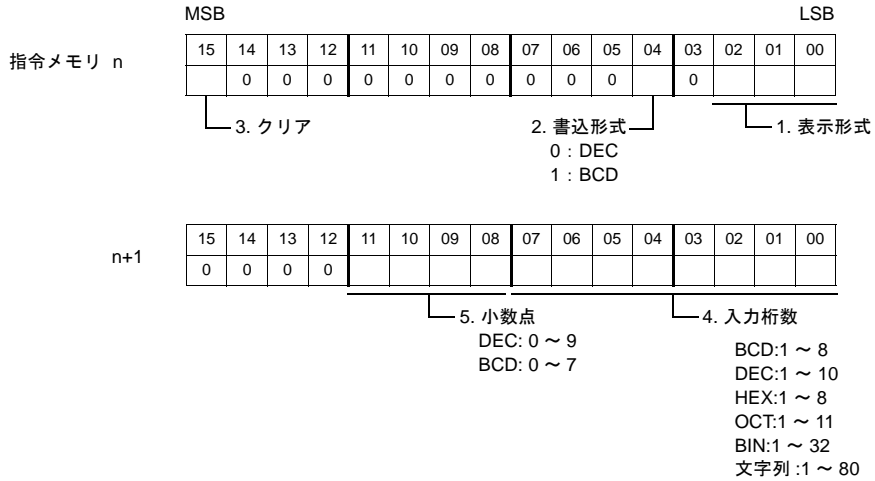 MSB LSB
指令メモリ n
15 14 13 12 11 10 09 08 07 06 05 04 03 02 01 00
0 0 0 0 0 0 0 0 0 0 0
3. クリア
2. 書込形式
0：DEC
1：BCD
1. 表示形式
n+1
15 14 13 12 11 10 09 08 07 06 05 04 03 02 01 00
0 0 0 0
5. 小数点
DEC: 0 ～ 9
BCD: 0 ～ 7
4. 入力桁数
BCD:1 ～ 8
DEC:1 ～ 10
HEX:1 ～ 8
OCT:1 ～ 11
BIN:1 ～ 32
文字列 :1 ～ 80